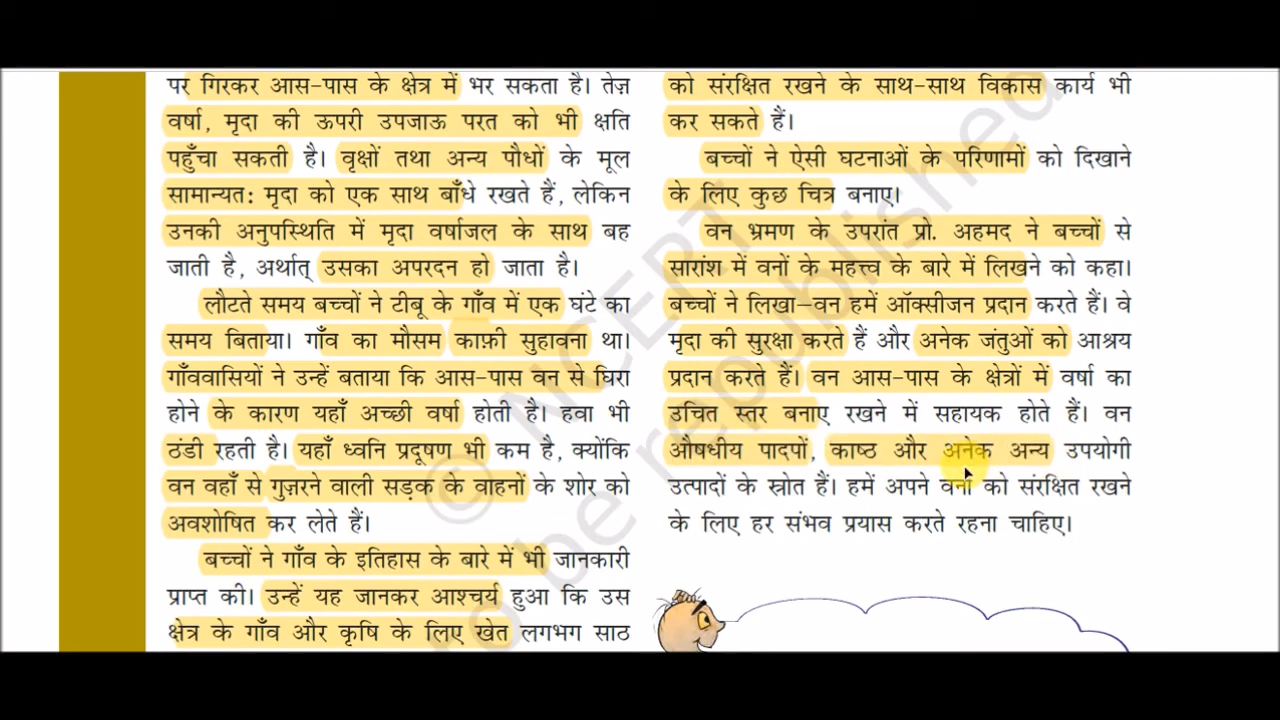 पर गिरकर आस-पास के क्षेत्र में भर सकता है। तेज़
वर्षा, मृदा की ऊपरी उपजाऊ परत को भी क्षति
पहुँचा सकती है। वृक्षों तथा अन्य पौधों के मूल
सामान्यतः मृदा को एक साथ बाँधे रखते हैं, लेकिन
उनकी अनुपस्थिति में मृदा वर्षाजल के साथ बह
जाती है, अर्थात् उसका अपरदन हो जाता है।
लौटते समय बच्चों ने टीबू के गाँव में एक घंटे का
समय बिताया। गाँव का मौसम काफ़ी सुहावना था।
गाँववासियों ने उन्हें बताया कि आस-पास वन से घिरा
होने के कारण यहाँ अच्छी वर्षा होती है। हवा भी
ठंडी रहती है। यहाँ ध्वनि प्रदूषण भी कम है, क्योंकि
वन वहाँ से गुज़रने वाली सड़क के वाहनों के शोर को
अवशोषित कर लेते हैं।
बच्चों ने गाँव के इतिहास के बारे में भी जानकारी
प्राप्त की। उन्हें यह जानकर आश्चर्य हुआ कि उस
क्षेत्र के गाँव और कृषि के लिए खेत लगभग साठ
को संरक्षित रखने के साथ-साथ विकास कार्य भी
कर सकते हैं।
बच्चों ने ऐसी घटनाओं के परिणामों को दिखाने
के लिए कुछ चित्र बनाए।
वन भ्रमण के उपरांत प्रो. अहमद ने बच्चों से
सारांश में वनों के महत्त्व के बारे में लिखने को कहा।
बच्चों ने लिखा—वन हमें ऑक्सीजन प्रदान करते हैं। वे
मृदा की सुरक्षा करते हैं और अनेक जंतुओं को आश्रय
प्रदान करते हैं। वन आस-पास के क्षेत्रों में वर्षा का
उचित स्तर बनाए रखने में सहायक होते हैं। वन
औषधीय पादपों, काष्ठ और अनेक अन्य उपयोगी
उत्पादों के स्रोत हैं। हमें अपने वनों को संरक्षित रखने
के लिए हर संभव प्रयास करते रहना चाहिए।
© NCERT
be republished